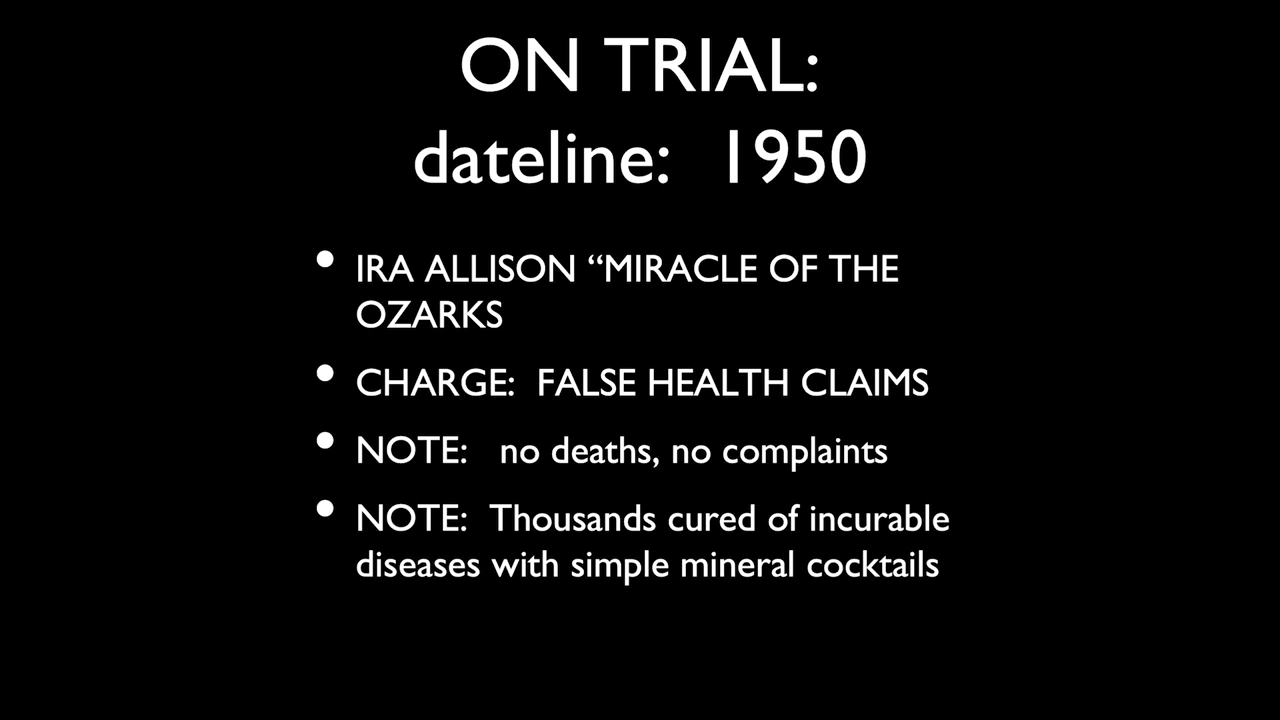 ON TRIAL:
dateline:  1950
• IRA ALLISON “MIRACLE OF THE
OZARKS
• CHARGE:  FALSE HEALTH CLAIMS
• NOTE:   no deaths, no complaints
• NOTE:  Thousands cured of incurable
diseases with simple mineral cocktails